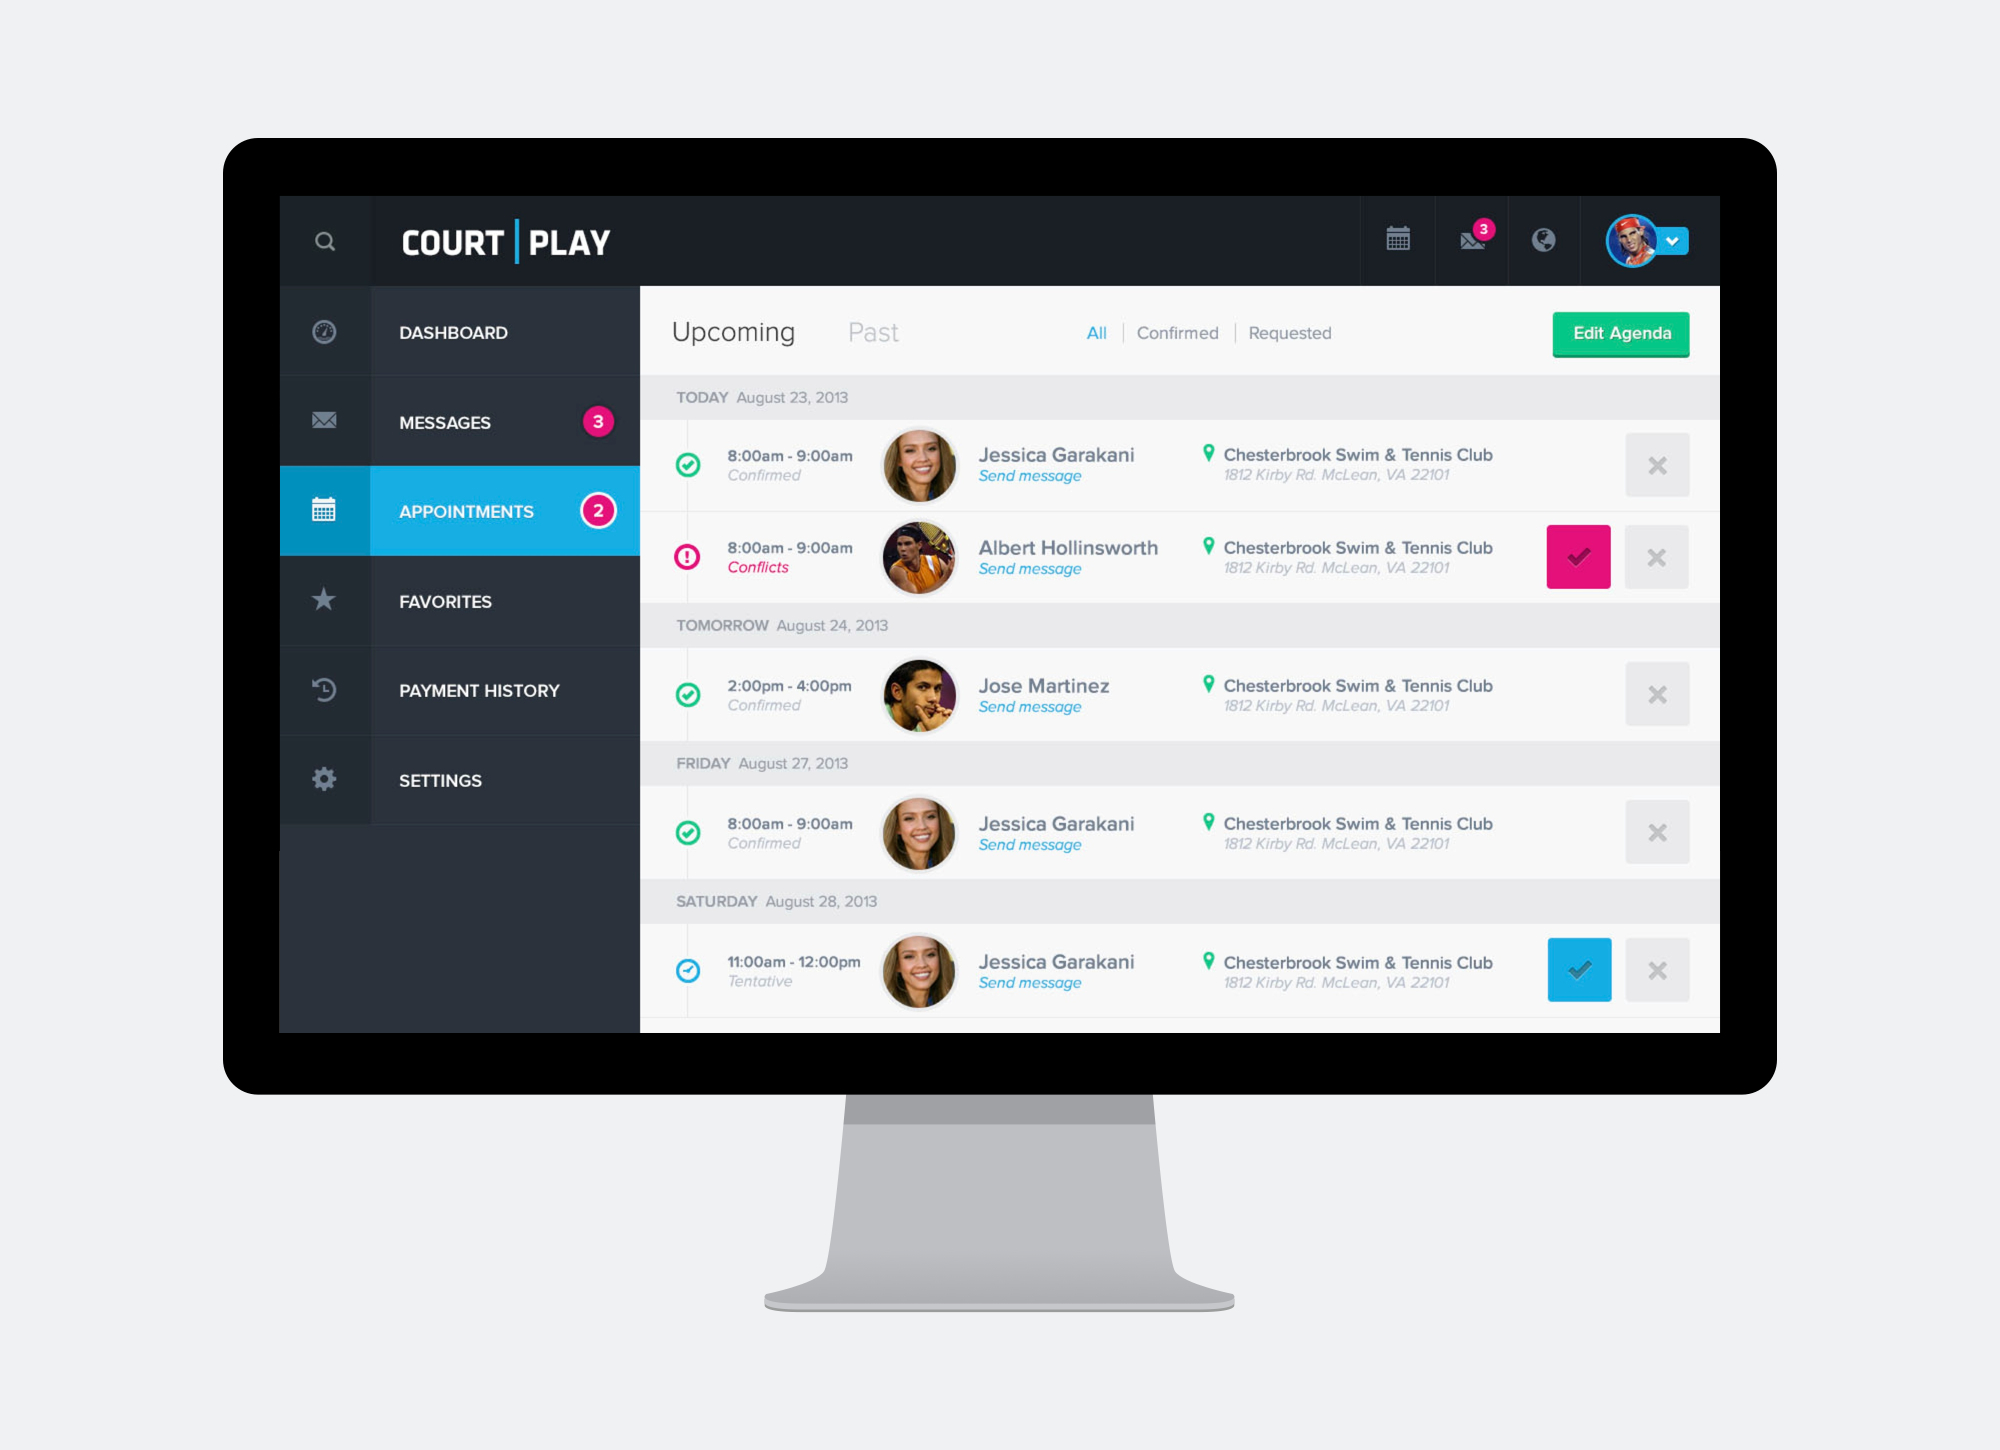 COURT PLAY
3
DASHBOARD
MESSAGES 3
APPOINTMENTS 2
FAVORITES
PAYMENT HISTORY
SETTINGS
Upcoming Past All Confirmed Requested Edit Agenda
TODAY August 23, 2013
8:00am - 9:00am Jessica Garakani Chesterbrook Swim & Tennis Club
Confirmed Send message 1812 Kirby Rd. McLean, VA 22101
8:00am - 9:00am Albert Hollinsworth Chesterbrook Swim & Tennis Club
Conflicts Send message 1812 Kirby Rd. McLean, VA 22101
TOMORROW August 24, 2013
2:00pm - 4:00pm Jose Martinez Chesterbrook Swim & Tennis Club
Confirmed Send message 1812 Kirby Rd. McLean, VA 22101
FRIDAY August 27, 2013
8:00am - 9:00am Jessica Garakani Chesterbrook Swim & Tennis Club
Confirmed Send message 1812 Kirby Rd. McLean, VA 22101
SATURDAY August 28, 2013
11:00am - 12:00pm Jessica Garakani Chesterbrook Swim & Tennis Club
Tentative Send message 1812 Kirby Rd. McLean, VA 22101